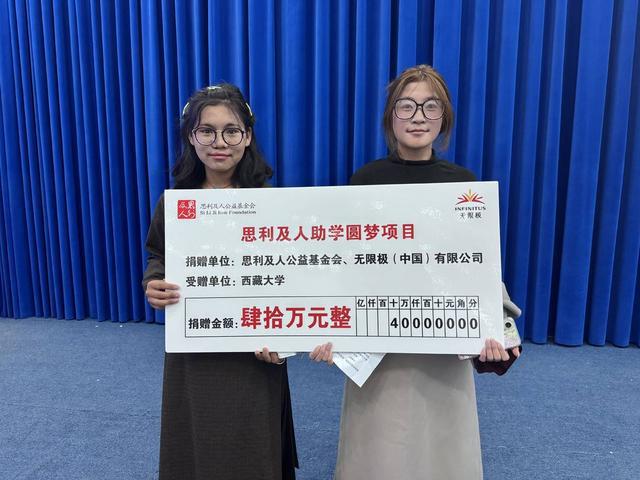 思利及人公益基金会
Si Li Ji Ren Foundation
INFINITUS
无限极
思利及人助学圆梦项目
捐赠单位：思利及人公益基金会、无限极（中国）有限公司
受赠单位：西藏大学
亿仟百十万仟百十元角分
捐赠金额：肆拾万元整 40000000